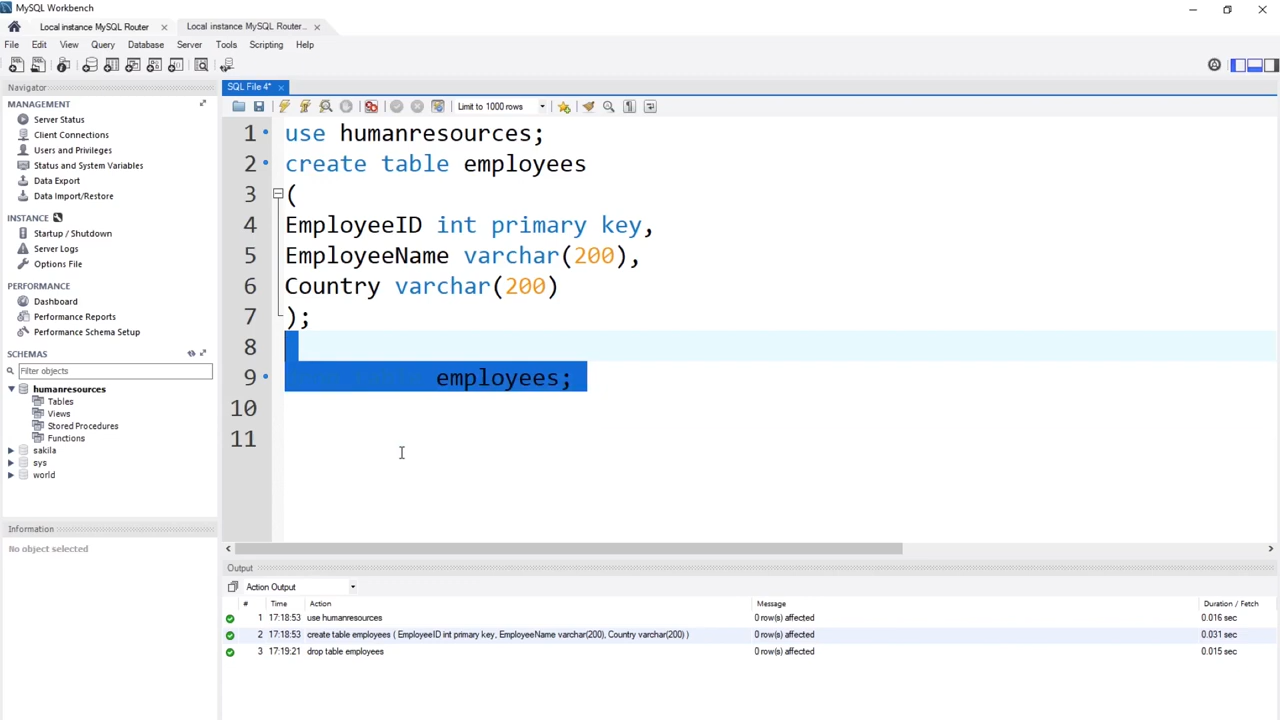 MySQL Workbench
Local instance MySQL Router ×
Local instance MySQL Router... ×
File Edit View Query Database Server Tools Scripting Help
Navigator
MANAGEMENT
Server Status
Client Connections
Users and Privileges
Status and System Variables
Data Export
Data Import/Restore
INSTANCE
Startup / Shutdown
Server Logs
Options File
PERFORMANCE
Dashboard
Performance Reports
Performance Schema Setup
SCHEMAS
Filter objects
humanresources
Tables
Views
Stored Procedures
Functions
sakila
sys
world
Information
No object selected
SQL File 4* ×
Limit to 1000 rows
1 use humanresources;
2 create table employees
3 (
4 EmployeeID int primary key,
5 EmployeeName varchar(200),
6 Country varchar(200)
7 );
8
9 employees;
10
11
Output
Action Output
# Time Action Message Duration / Fetch
1 17:18:53 use humanresources 0 row(s) affected 0.016 sec
2 17:18:53 create table employees ( EmployeeID int primary key, EmployeeName varchar(200), Country varchar(200) ) 0 row(s) affected 0.031 sec
3 17:19:21 drop table employees 0 row(s) affected 0.015 sec